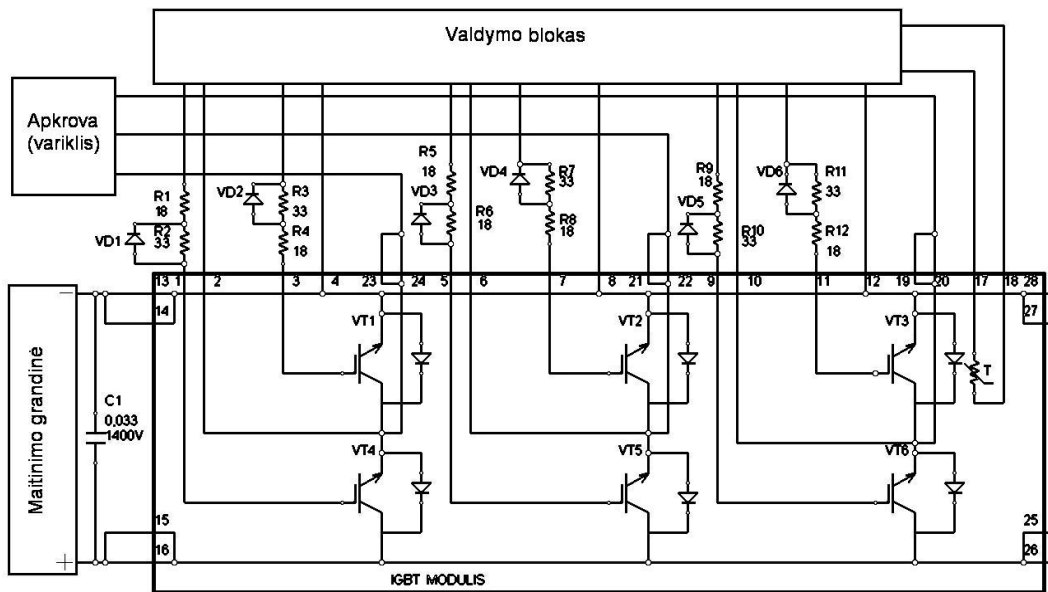 Valdymo blokas
Apkrova
(variklis)
R1
18
R2
33
VD1
VD2
R3
33
R4
18
R5
18
VD3
R6
18
VD4
R7
33
R8
18
R9
18
VD5
R10
33
VD6
R11
33
R12
18
13 1 2 3 4 23 24 5 6 7 8 21 22 9 10 11 12 19 20 17 18 28
14
27
VT1
VT2
VT3
T
C1
0,033
1400V
VT4
VT5
VT6
15
16
25
26
Maitinimo grandinė
−
+
IGBT MODULIS